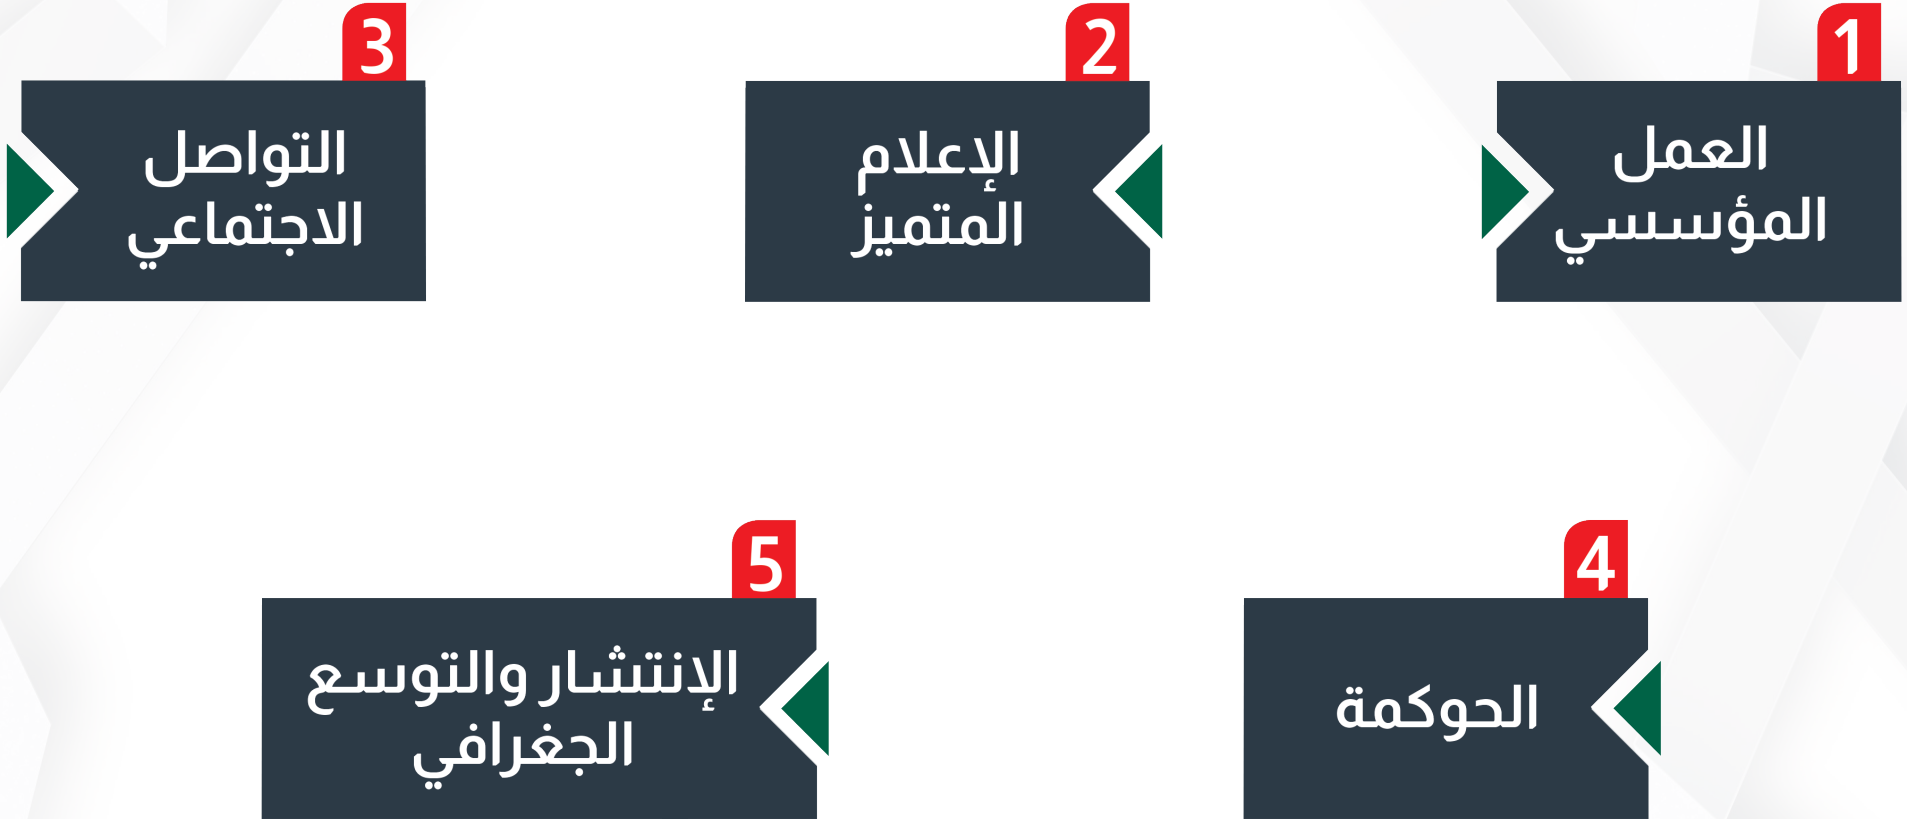 1
العمل
المؤسسي
2
الإعلام
المتميز
3
التواصل
الاجتماعي
4
الحوكمة
5
الإنتشار والتوسع
الجغرافي